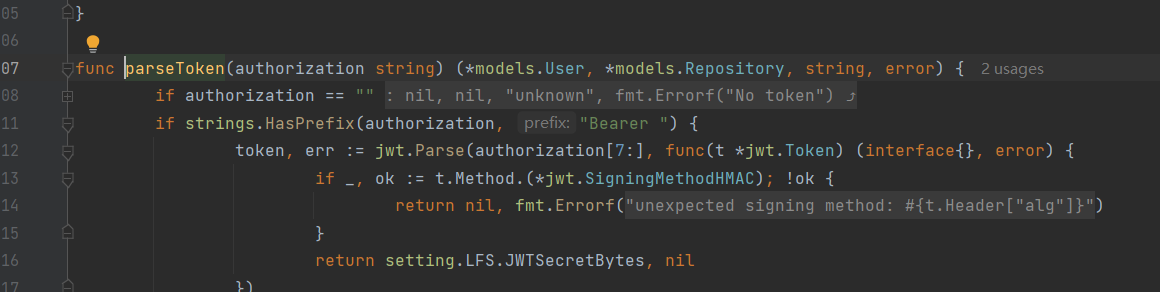 05 }
06
07 func parseToken(authorization string) (*models.User, *models.Repository, string, error) { 2 usages
08 if authorization == "" : nil, nil, "unknown", fmt.Errorf("No token")
11 if strings.HasPrefix(authorization, prefix: "Bearer ") {
12 token, err := jwt.Parse(authorization[7:], func(t *jwt.Token) (interface{}, error) {
13 if _, ok := t.Method.(*jwt.SigningMethodHMAC); !ok {
14 return nil, fmt.Errorf("unexpected signing method: #{t.Header["alg"]}")
15 }
16 return setting.LFS.JWTSecretBytes, nil
17 })